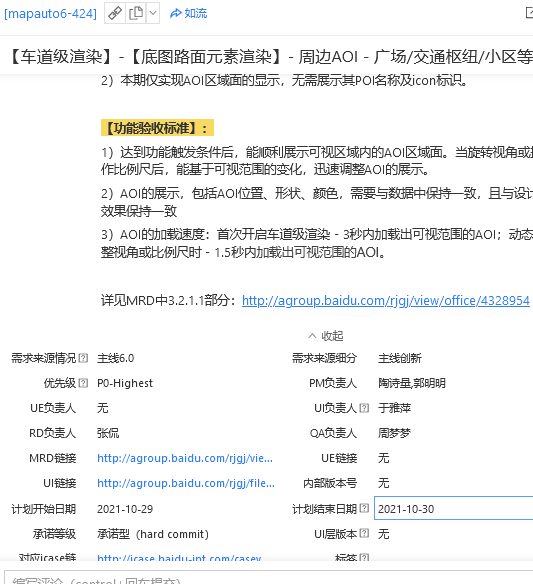 [mapauto6-424] 如流
【车道级渲染】-【底图路面元素渲染】- 周边AOI - 广场/交通枢纽/小区等
2）本期仅实现AOI区域面的显示，无需展示其POI名称及icon标识。
【功能验收标准】：
1）达到功能触发条件后，能顺利展示可视区域内的AOI区域面。当旋转视角或
作比例尺后，能基于可视范围的变化，迅速调整AOI的展示。
2）AOI的展示，包括AOI位置、形状、颜色，需要与数据中保持一致，且与设计
效果保持一致
3）AOI的加载速度：首次开启车道级渲染 - 3秒内加载出可视范围的AOI；动态
整视角或比例尺时 - 1.5秒内加载出可视范围的AOI。
详见MRD中3.2.1.1部分：http://agroup.baidu.com/rjgj/view/office/4328954
收起
需求来源情况 主线6.0 需求来源细分 主线创新
优先级 P0-Highest PM负责人 陶诗量,郭明明
UE负责人 无 UI负责人 于雅萍
RD负责人 张侃 QA负责人 周梦梦
MRD链接 http://agroup.baidu.com/rjgj/vie... UE链接 无
UI链接 http://agroup.baidu.com/rjgj/file... 内部版本号 无
计划开始日期 2021-10-29 计划结束日期 2021-10-30
承诺等级 承诺型（hard commit） UI层版本 无
对应icase链 http://icase.baidu-int.com/casev 标签
编写评论（control+回车提交）